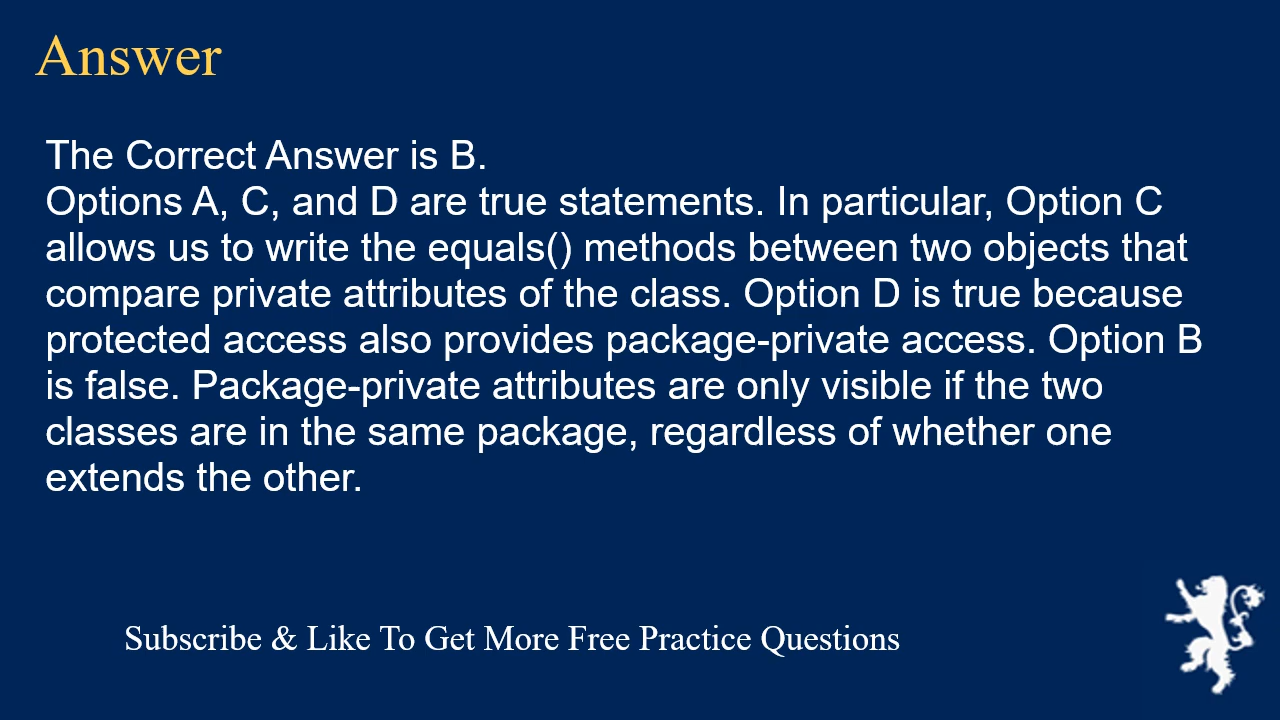 Answer
The Correct Answer is B.
Options A, C, and D are true statements. In particular, Option C
allows us to write the equals() methods between two objects that
compare private attributes of the class. Option D is true because
protected access also provides package-private access. Option B
is false. Package-private attributes are only visible if the two
classes are in the same package, regardless of whether one
extends the other.
Subscribe & Like To Get More Free Practice Questions